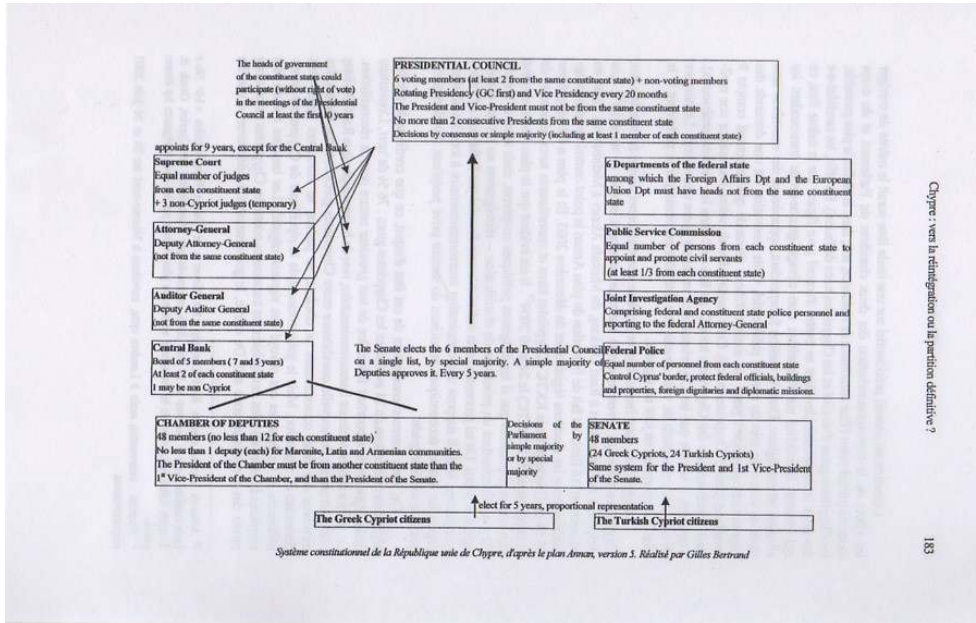 The heads of government
of the constituent states could
participate (without right of vote)
in the meetings of the Presidential
Council at least the first 10 years
PRESIDENTIAL COUNCIL
6 voting members (at least 2 from the same constituent state) + non-voting members
Rotating Presidency (GC first) and Vice Presidency every 20 months
The President and Vice-President must not be from the same constituent state
No more than 2 consecutive Presidents from the same constituent state
Decisions by consensus or simple majority (including at least 1 member of each constituent state)
appoints for 9 years, except for the Central Bank
Supreme Court
Equal number of judges
from each constituent state
+ 3 non-Cypriot judges (temporary)
Attorney-General
Deputy Attorney-General
(not from the same constituent state)
Auditor General
Deputy Auditor General
(not from the same constituent state)
Central Bank
Board of 5 members ( 7 and 5 years)
At least 2 of each constituent state
1 may be non Cypriot
6 Departments of the federal state
among which the Foreign Affairs Dpt and the European
Union Dpt must have heads not from the same constituent
state
Public Service Commission
Equal number of persons from each constituent state to
appoint and promote civil servants
(at least 1/3 from each constituent state)
Joint Investigation Agency
Comprising federal and constituent state police personnel and
reporting to the federal Attorney-General
Federal Police
Equal number of personnel from each constituent state
Control Cyprus' border, protect federal officials, buildings
and properties, foreign dignitaries and diplomatic missions.
The Senate elects the 6 members of the Presidential Council
on a single list, by special majority. A simple majority of
Deputies approves it. Every 5 years.
CHAMBER OF DEPUTIES
48 members (no less than 12 for each constituent state)
No less than 1 deputy (each) for Maronite, Latin and Armenian communities.
The President of the Chamber must be from another constituent state than the
1st Vice-President of the Chamber, and than the President of the Senate.
Decisions of the
Parliament by
simple majority
or by special
majority
SENATE
48 members
(24 Greek Cypriots, 24 Turkish Cypriots)
Same system for the President and 1st Vice-President
of the Senate.
elect for 5 years, proportional representation
The Greek Cypriot citizens
The Turkish Cypriot citizens
Système constitutionnel de la République unie de Chypre, d'après le plan Annan, version 5. Réalisé par Gilles Bertrand
Chypre : vers la réintégration ou la partition définitive ?
183